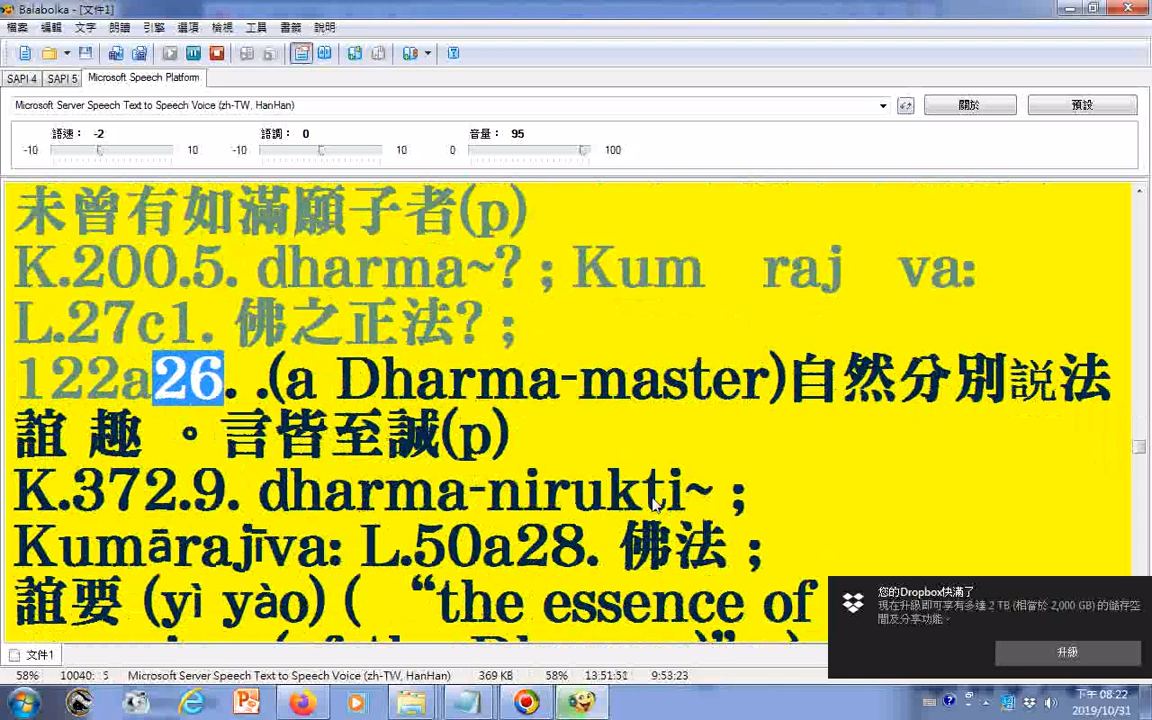 Balabolka - [文件1]
檔案 編輯 文字 朗讀 引擎 選項 檢視 工具 書籤 說明
SAPI 4 SAPI 5 Microsoft Speech Platform
Microsoft Server Speech Text to Speech Voice (zh-TW, HanHan) 關於 預設
語速： -2 語調： 0 音量： 95
-10 10 -10 10 0 100
未曾有如滿願子者(p)
K.200.5. dharma~? ; Kum raj va:
L.27c1. 佛之正法? ;
122a26. .(a Dharma-master)自然分別説法
誼 趣 。言皆至誠(p)
K.372.9. dharma-nirukti~ ;
Kumārajīva: L.50a28. 佛法 ;
誼要 (yì yào) ( “the essence of
(of the Dharma)”
您的Dropbox快滿了
現在升級即可享有多達 2 TB (相當於 2,000 GB) 的儲存空
間及分享功能。
升級
文件1
58% 10040: 5 Microsoft Server Speech Text to Speech Voice (zh-TW, HanHan) 369 KB 58% 13:51:51 9:53:23
下午 08:22
2019/10/31